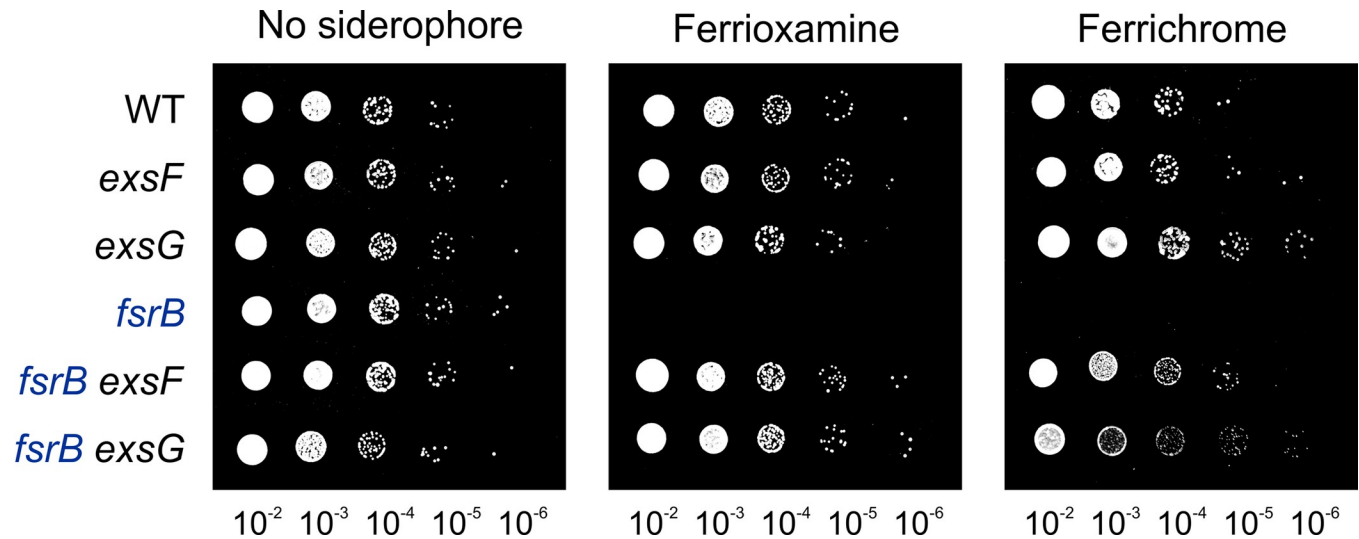 No siderophore Ferrioxamine Ferrichrome
WT
exsF
exsG
fsrB
fsrB exsF
fsrB exsG
10⁻² 10⁻³ 10⁻⁴ 10⁻⁵ 10⁻⁶ 10⁻² 10⁻³ 10⁻⁴ 10⁻⁵ 10⁻⁶ 10⁻² 10⁻³ 10⁻⁴ 10⁻⁵ 10⁻⁶